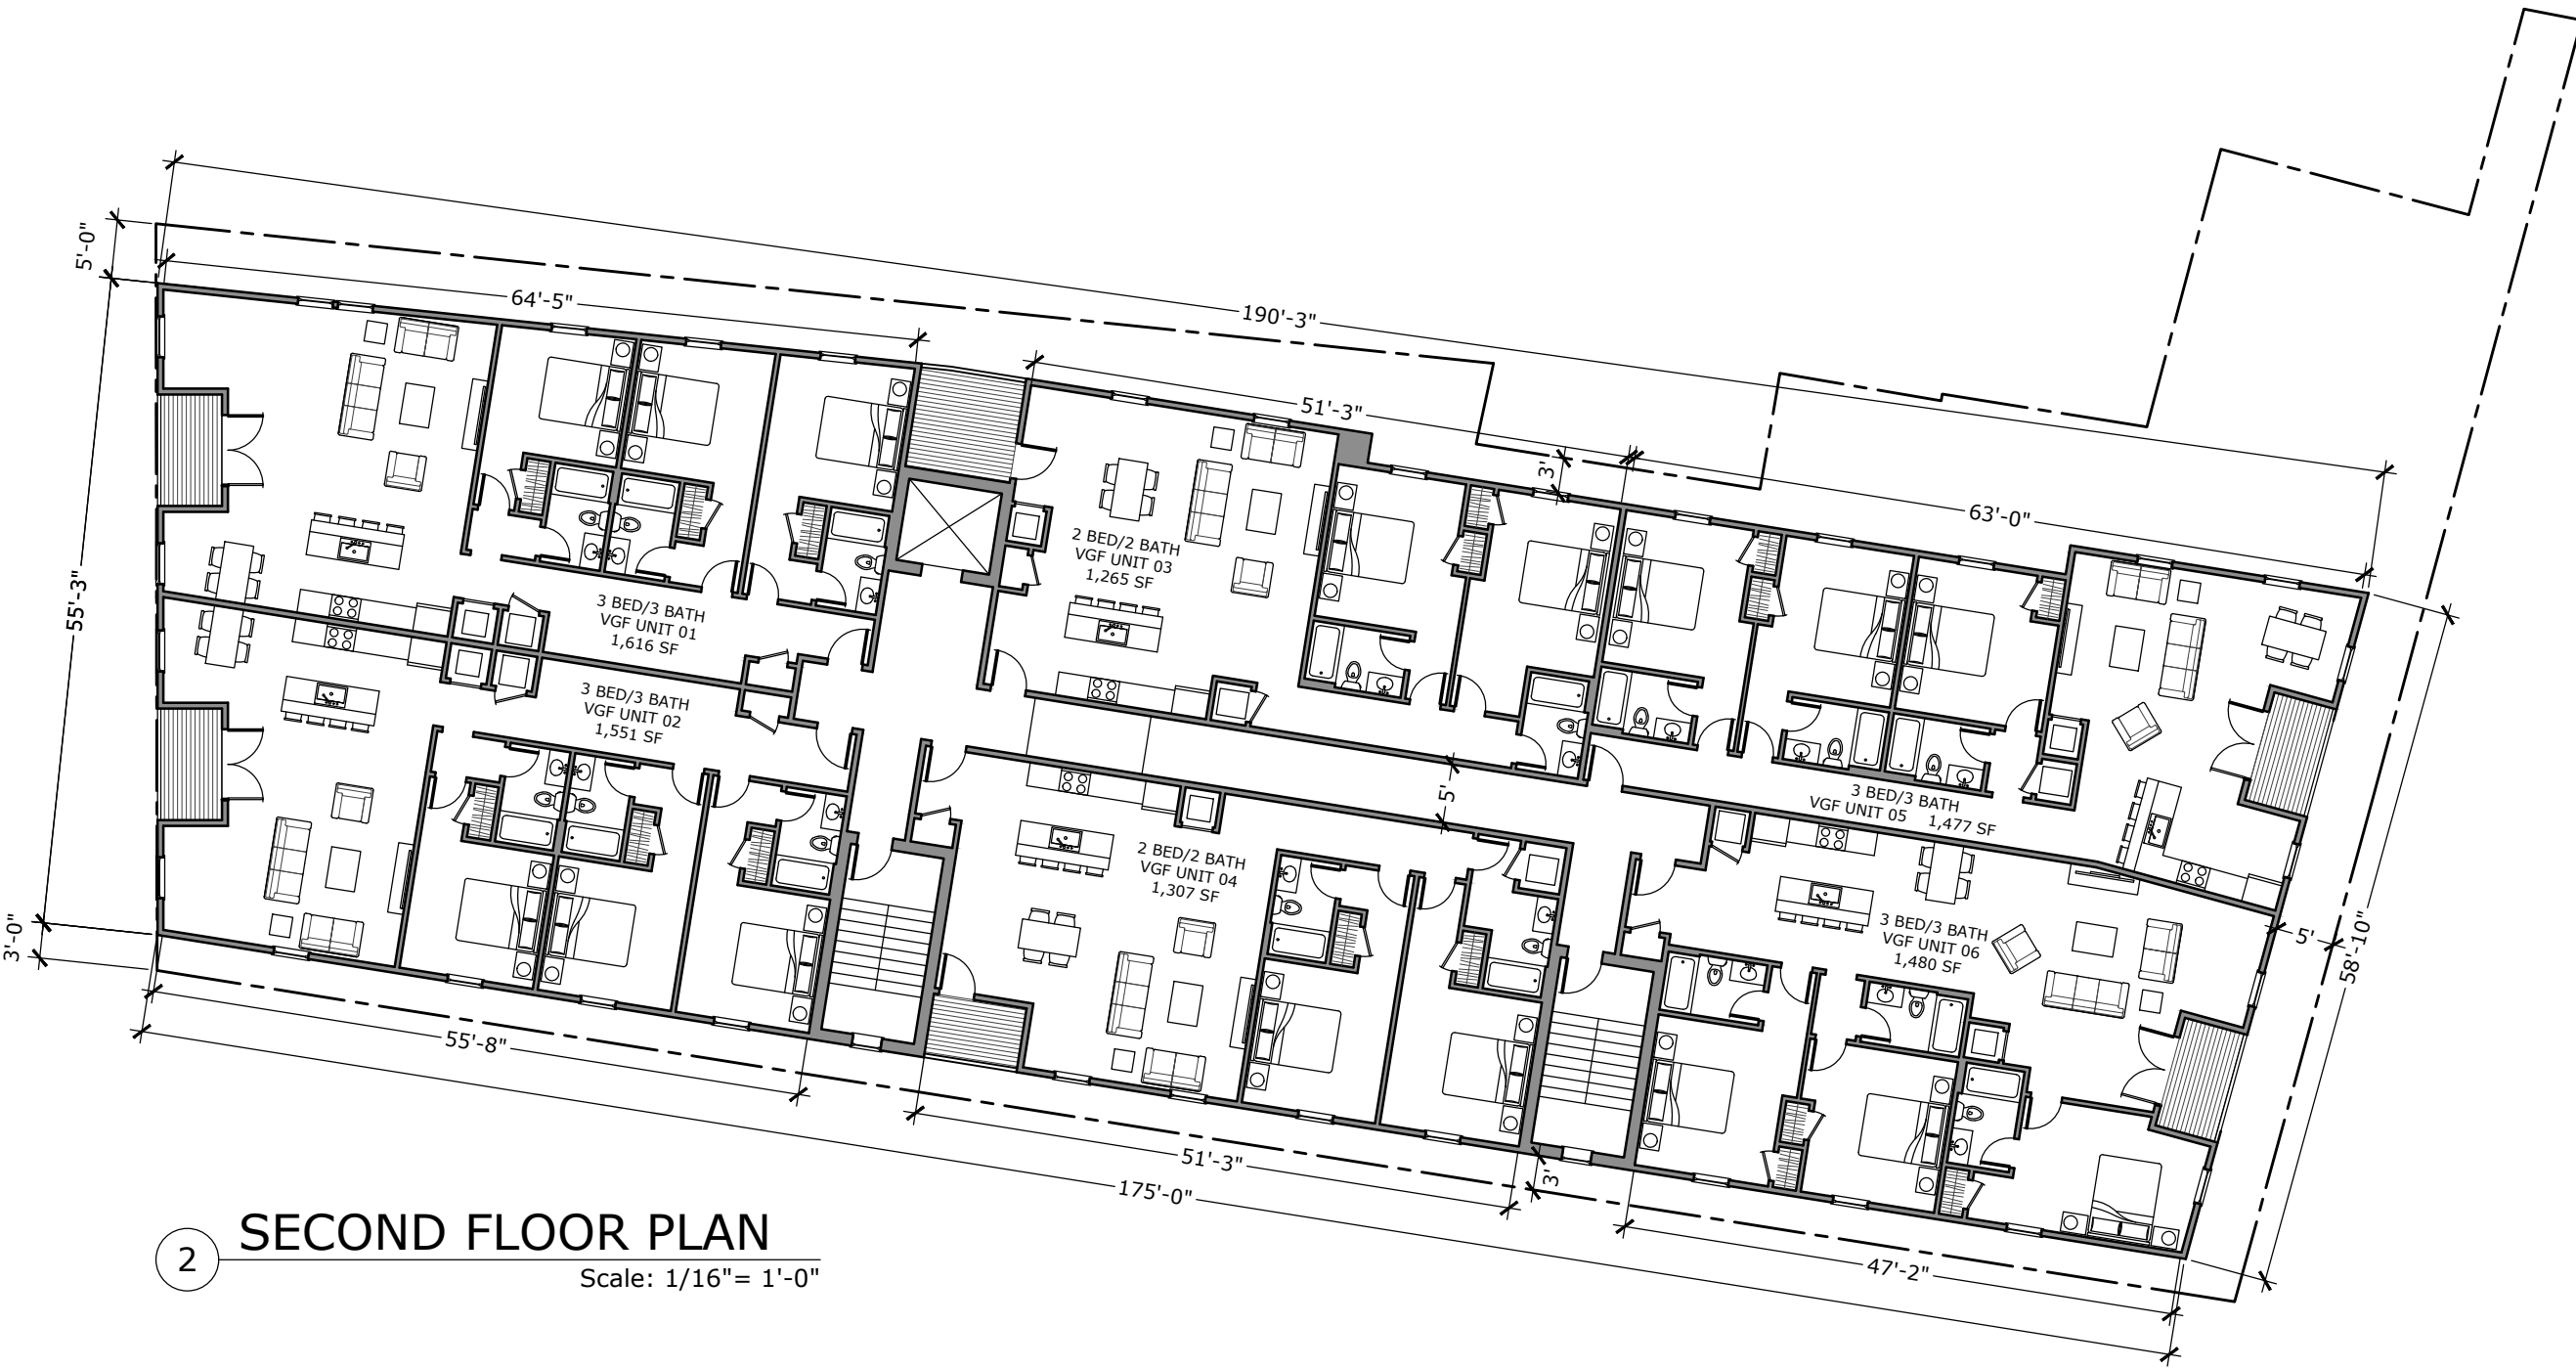 5'-0"
64'-5"
190'-3"
51'-3"
3'
63'-0"
55'-3"
3 BED/3 BATH
VGF UNIT 01
1,616 SF
2 BED/2 BATH
VGF UNIT 03
1,265 SF
3 BED/3 BATH
VGF UNIT 02
1,551 SF
5'
3 BED/3 BATH
VGF UNIT 05 1,477 SF
2 BED/2 BATH
VGF UNIT 04
1,307 SF
3 BED/3 BATH
VGF UNIT 06
1,480 SF
5'
58'-10"
3'-0"
55'-8"
51'-3"
3'
175'-0"
47'-2"
2
SECOND FLOOR PLAN
Scale: 1/16"= 1'-0"